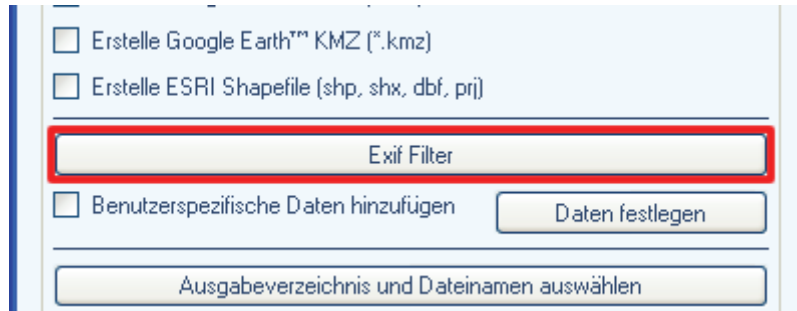 Erstelle Google Earth™ KMZ (*.kmz)
Erstelle ESRI Shapefile (shp, shx, dbf, prj)
Exif Filter
Benutzerspezifische Daten hinzufügen Daten festlegen
Ausgabeverzeichnis und Dateinamen auswählen